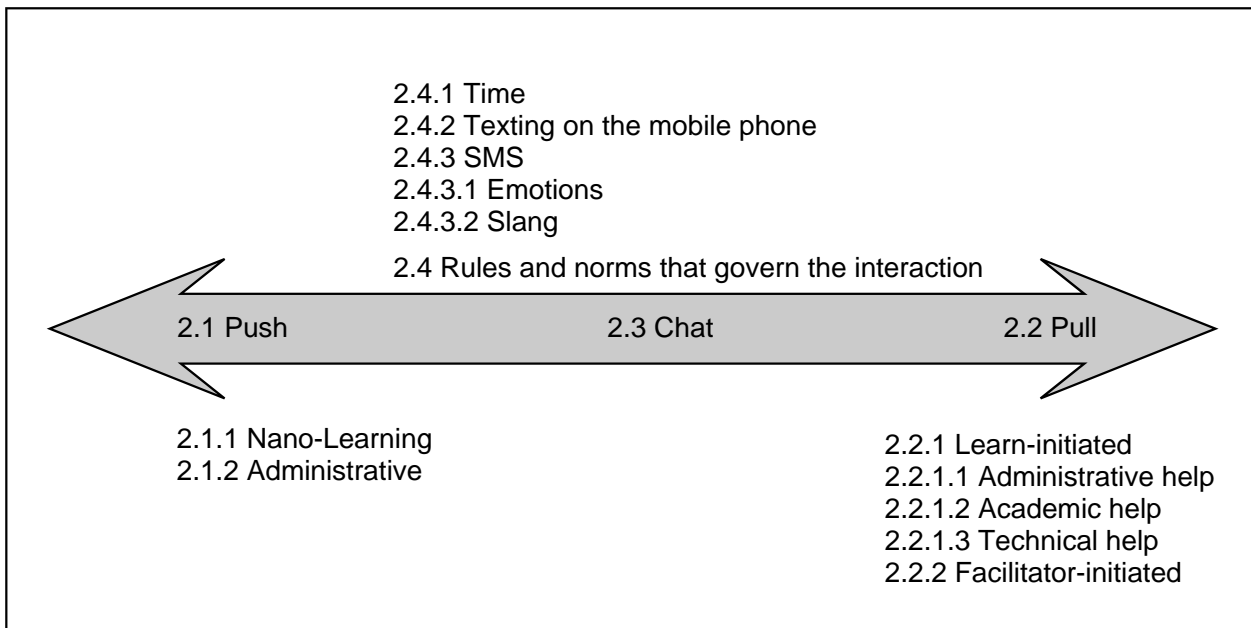 2.4.1 Time
2.4.2 Texting on the mobile phone
2.4.3 SMS
2.4.3.1 Emotions
2.4.3.2 Slang
2.4 Rules and norms that govern the interaction
2.1 Push
2.3 Chat
2.2 Pull
2.1.1 Nano-Learning
2.1.2 Administrative
2.2.1 Learn-initiated
2.2.1.1 Administrative help
2.2.1.2 Academic help
2.2.1.3 Technical help
2.2.2 Facilitator-initiated